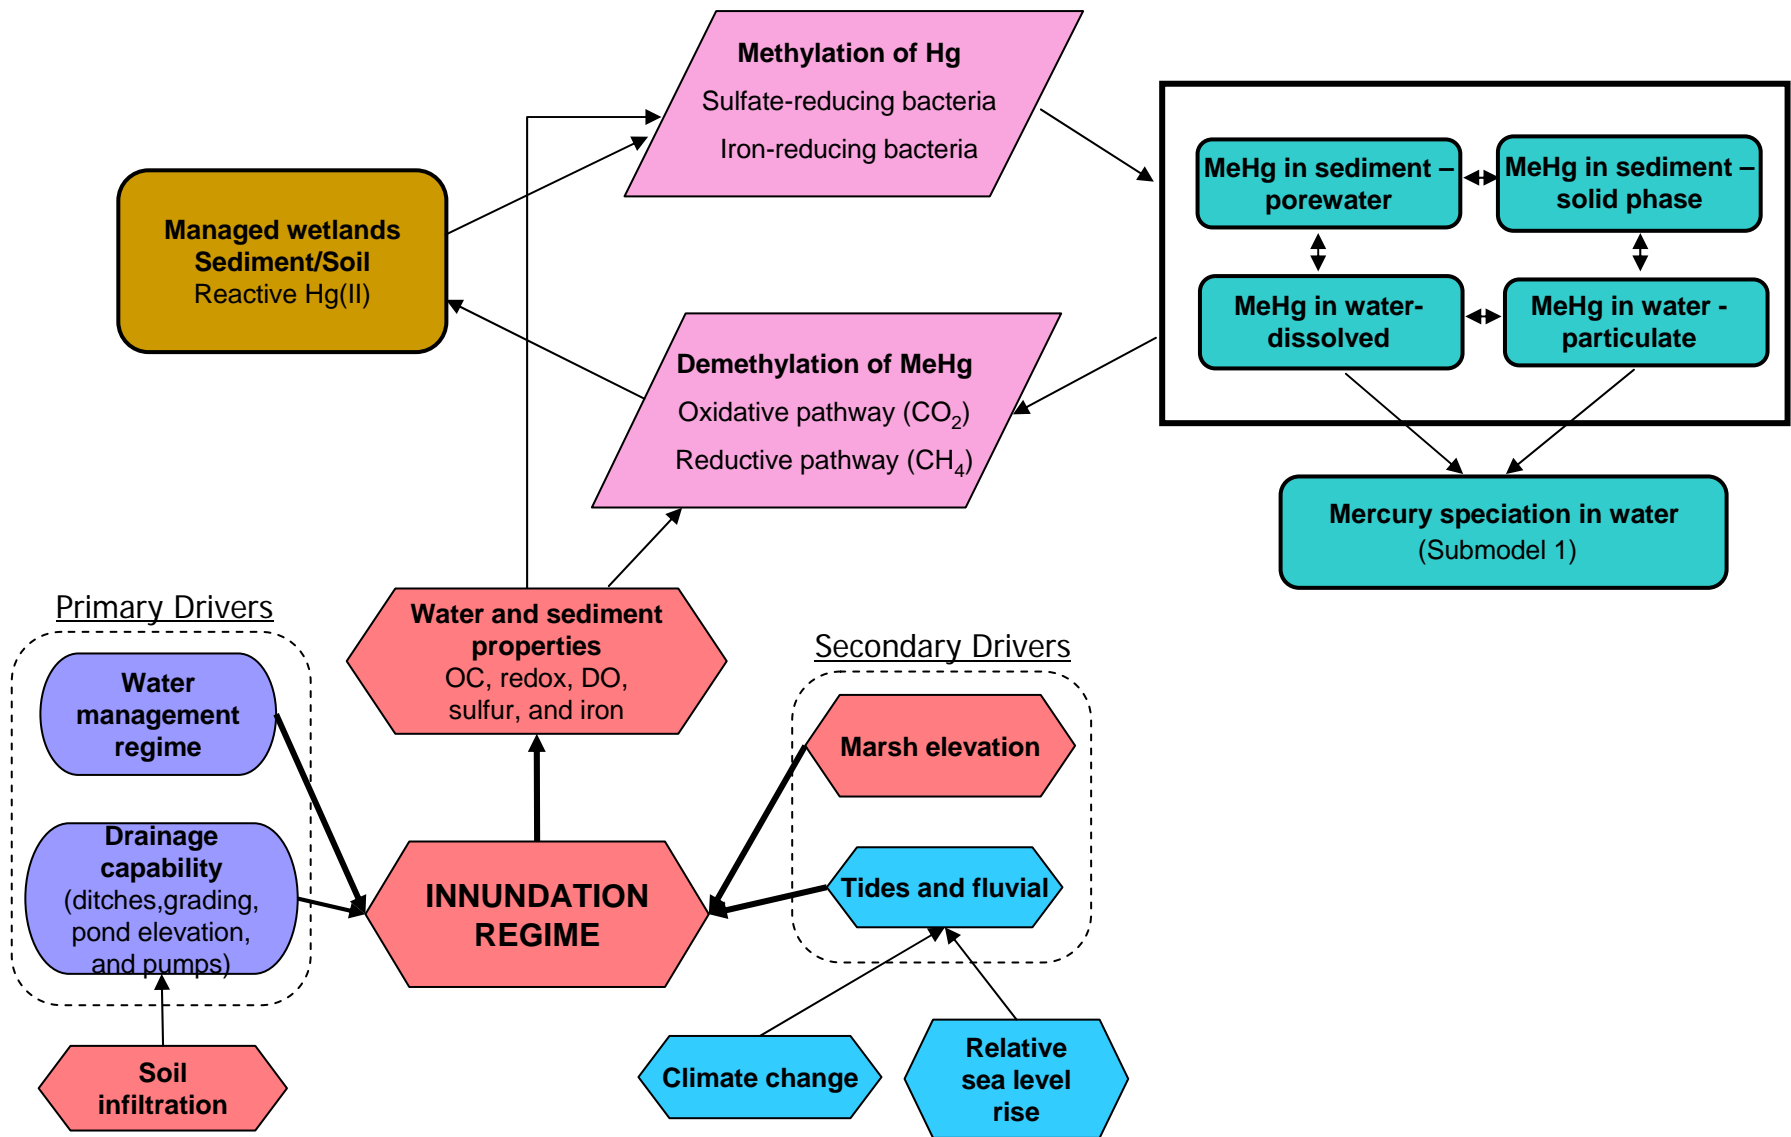 Methylation of Hg
Sulfate-reducing bacteria
Iron-reducing bacteria
Managed wetlands
Sediment/Soil
Reactive Hg(II)
MeHg in sediment –
porewater
MeHg in sediment –
solid phase
MeHg in water-
dissolved
MeHg in water -
particulate
Demethylation of MeHg
Oxidative pathway (CO2)
Reductive pathway (CH4)
Mercury speciation in water
(Submodel 1)
Primary Drivers
Water
management
regime
Drainage
capability
(ditches,grading,
pond elevation,
and pumps)
Soil
infiltration
Water and sediment
properties
OC, redox, DO,
sulfur, and iron
INNUNDATION
REGIME
Secondary Drivers
Marsh elevation
Tides and fluvial
Climate change
Relative
sea level
rise